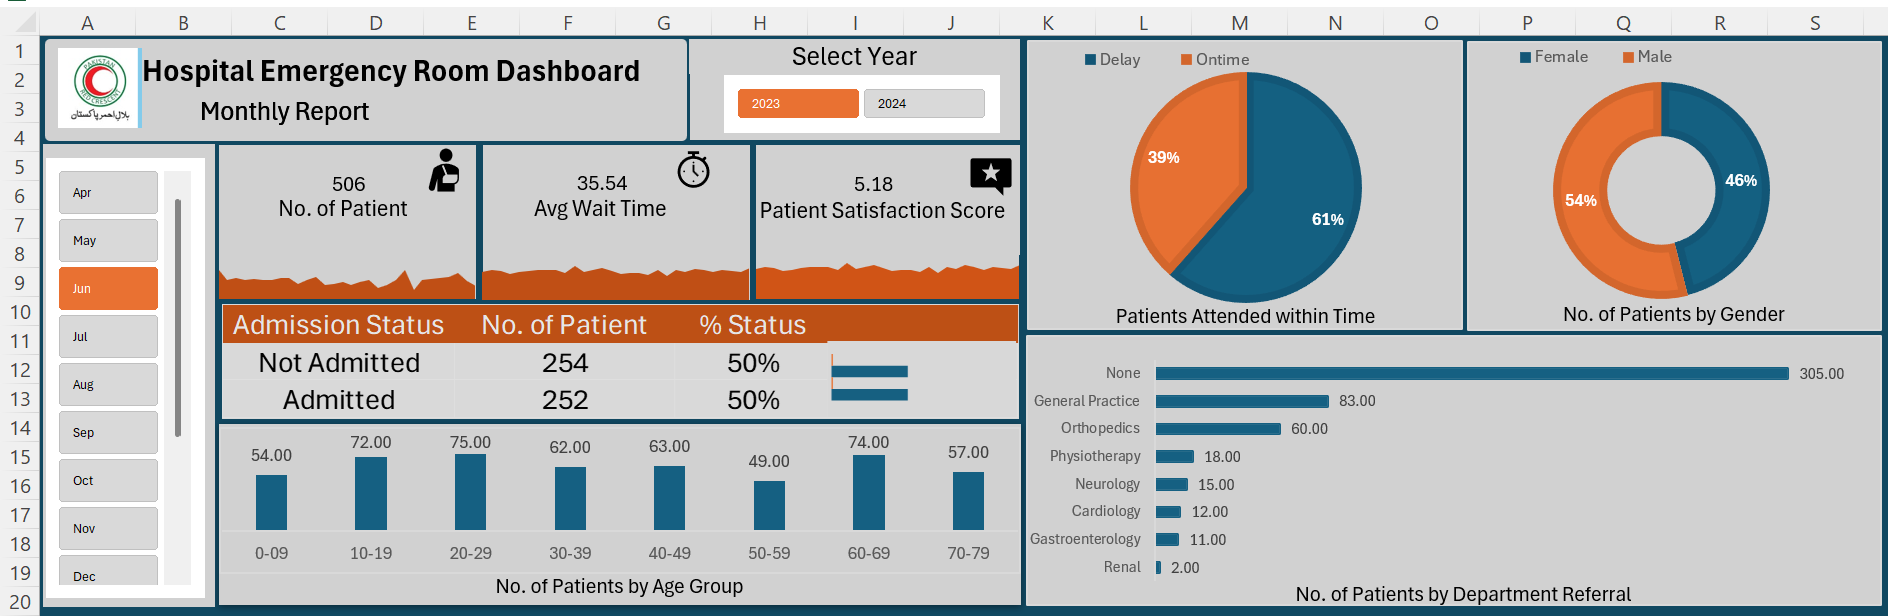 A B C D E F G H I J K L M N O P Q R S
1
2
3
4
5
6
7
8
9
10
11
12
13
14
15
16
17
18
19
20
PAKISTAN
RED CRESCENT
ہلال احمر پاکستان
Hospital Emergency Room Dashboard
Monthly Report
Select Year
2023 2024
Apr
May
Jun
Jul
Aug
Sep
Oct
Nov
Dec
506
No. of Patient
35.54
Avg Wait Time
5.18
Patient Satisfaction Score
Admission Status No. of Patient % Status
Not Admitted 254 50%
Admitted 252 50%
54.00 72.00 75.00 62.00 63.00 49.00 74.00 57.00
0-09 10-19 20-29 30-39 40-49 50-59 60-69 70-79
No. of Patients by Age Group
Delay Ontime
39%
61%
Patients Attended within Time
Female Male
46%
54%
No. of Patients by Gender
None 305.00
General Practice 83.00
Orthopedics 60.00
Physiotherapy 18.00
Neurology 15.00
Cardiology 12.00
Gastroenterology 11.00
Renal 2.00
No. of Patients by Department Referral